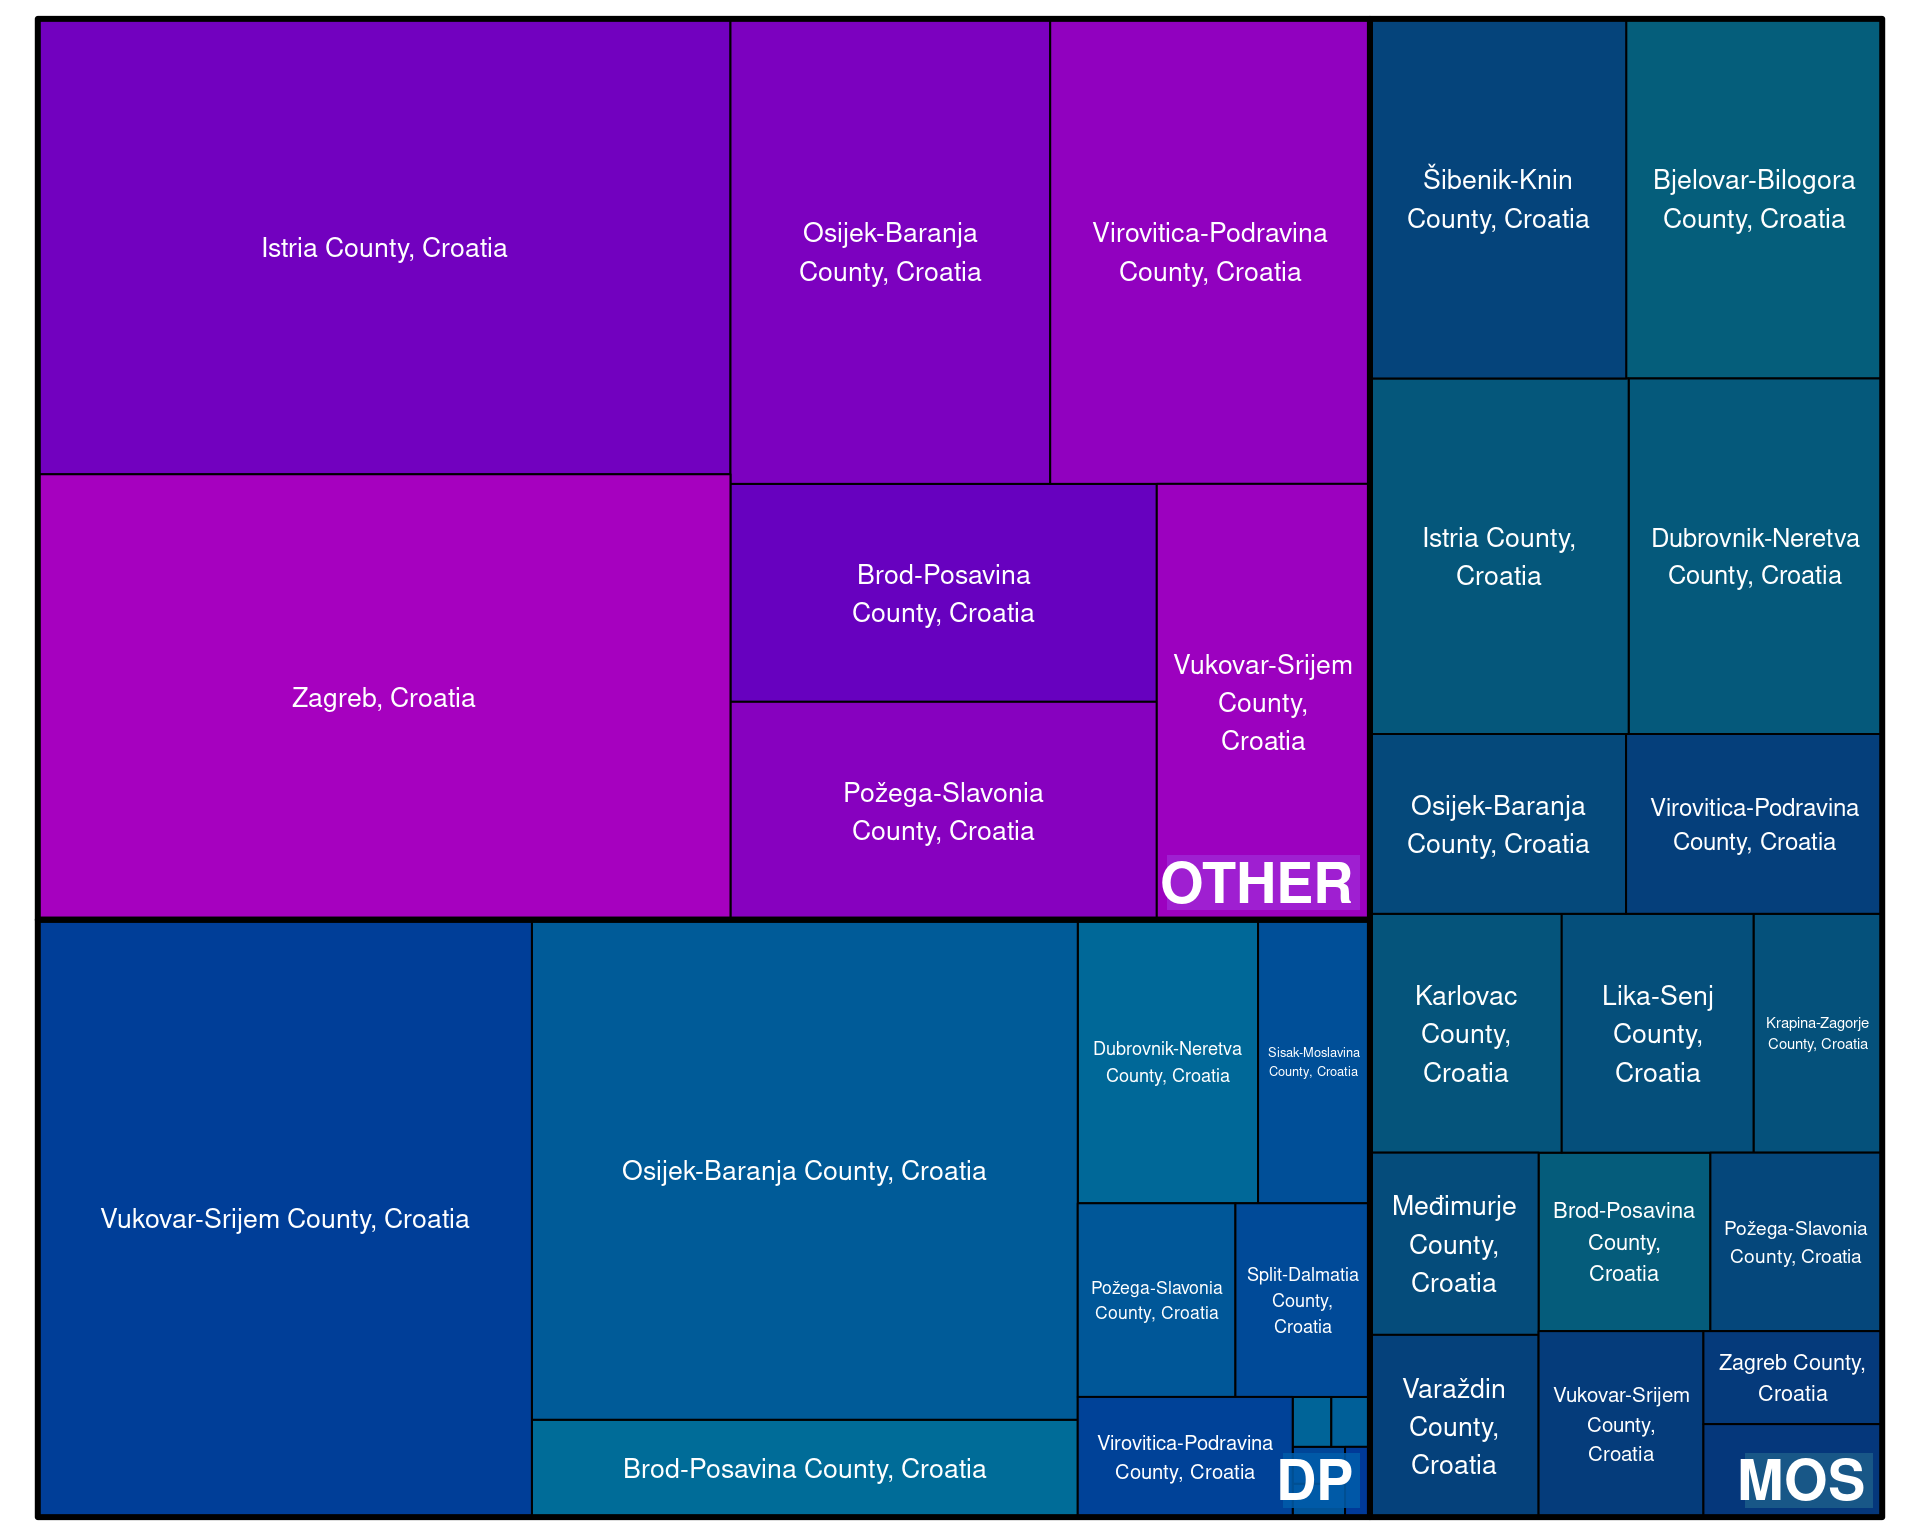 Istria County, Croatia
Osijek-Baranja
County, Croatia
Virovitica-Podravina
County, Croatia
Zagreb, Croatia
Brod-Posavina
County, Croatia
Požega-Slavonia
County, Croatia
Vukovar-Srijem
County,
Croatia
OTHER
Vukovar-Srijem County, Croatia
Osijek-Baranja County, Croatia
Brod-Posavina County, Croatia
Dubrovnik-Neretva
County, Croatia
Sisak-Moslavina
County, Croatia
Požega-Slavonia
County, Croatia
Split-Dalmatia
County,
Croatia
Virovitica-Podravina
County, Croatia
DP
Šibenik-Knin
County, Croatia
Bjelovar-Bilogora
County, Croatia
Istria County,
Croatia
Dubrovnik-Neretva
County, Croatia
Osijek-Baranja
County, Croatia
Virovitica-Podravina
County, Croatia
Karlovac
County,
Croatia
Lika-Senj
County,
Croatia
Krapina-Zagorje
County, Croatia
Međimurje
County,
Croatia
Brod-Posavina
County,
Croatia
Požega-Slavonia
County, Croatia
Varaždin
County,
Croatia
Vukovar-Srijem
County,
Croatia
Zagreb County,
Croatia
MOS